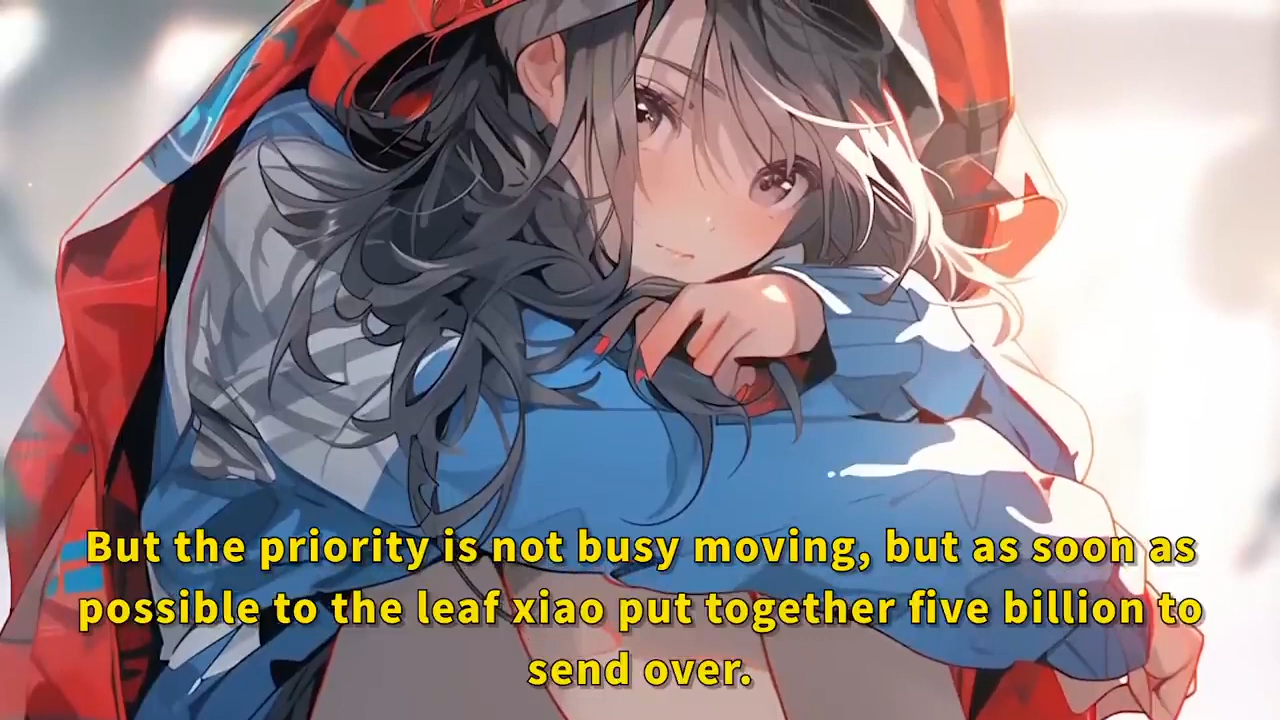 But the priority is not busy moving, but as soon as
possible to the leaf xiao put together five billion to
send over.